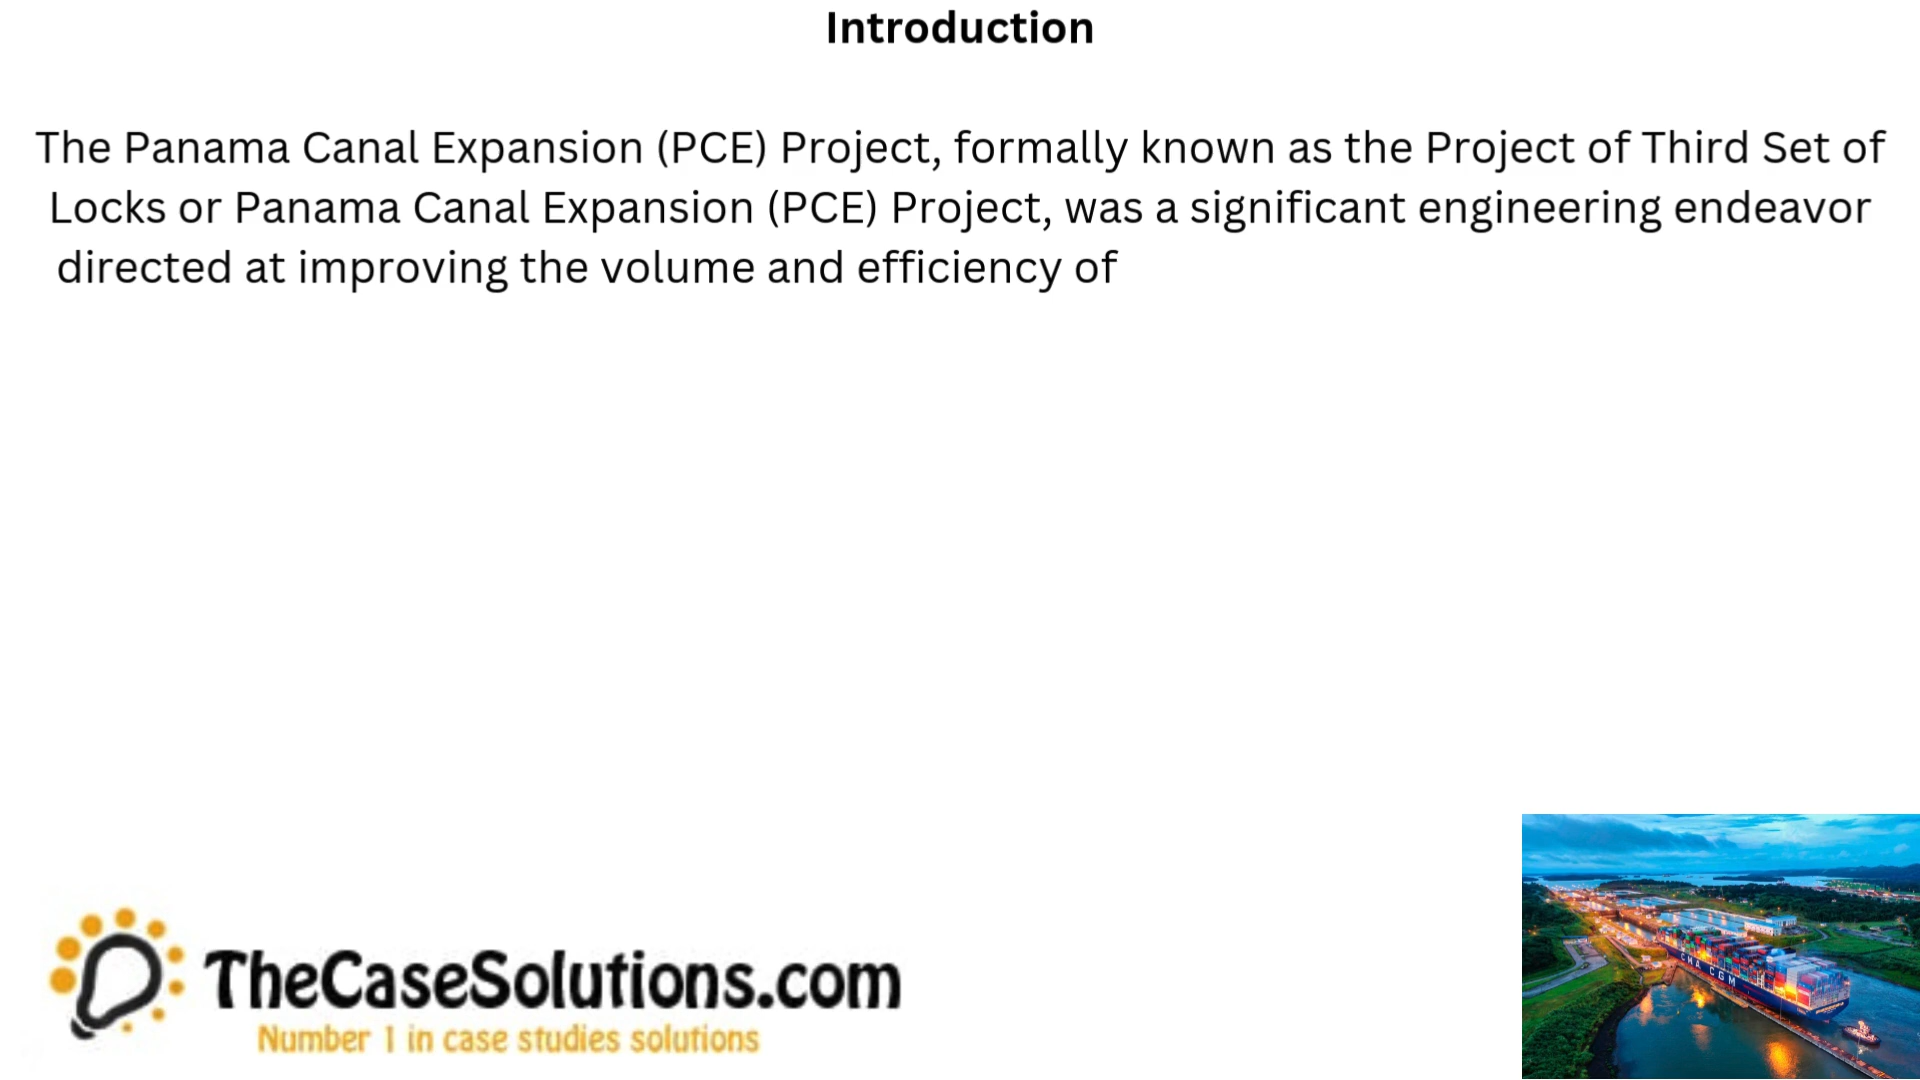 Introduction
The Panama Canal Expansion (PCE) Project, formally known as the Project of Third Set of
Locks or Panama Canal Expansion (PCE) Project, was a significant engineering endeavor
directed at improving the volume and efficiency of
CMA CGM
TheCaseSolutions.com
Number 1 in case studies solutions